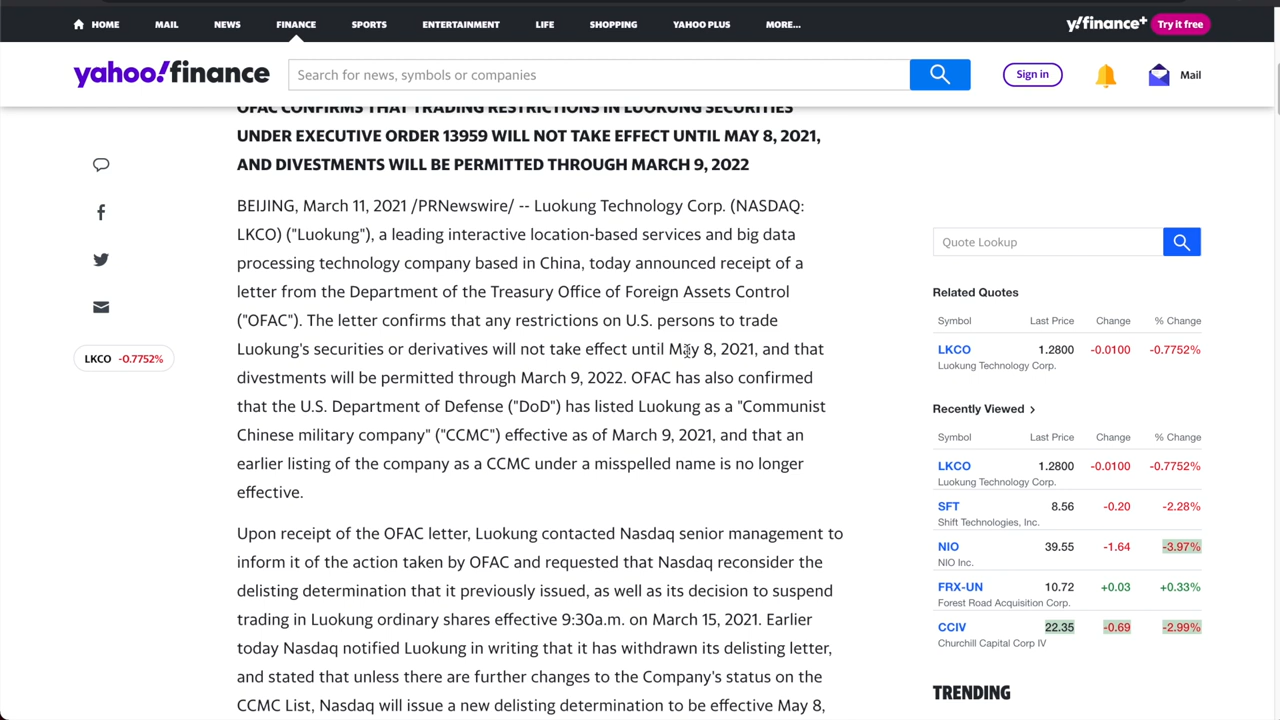 HOME MAIL NEWS FINANCE SPORTS ENTERTAINMENT LIFE SHOPPING YAHOO PLUS MORE... y!finance+ Try it free
yahoo!finance Search for news, symbols or companies Sign in Mail
OFAC CONFIRMS THAT TRADING RESTRICTIONS IN LUOKUNG SECURITIES
UNDER EXECUTIVE ORDER 13959 WILL NOT TAKE EFFECT UNTIL MAY 8, 2021,
AND DIVESTMENTS WILL BE PERMITTED THROUGH MARCH 9, 2022
BEIJING, March 11, 2021 /PRNewswire/ -- Luokung Technology Corp. (NASDAQ:
LKCO) ("Luokung"), a leading interactive location-based services and big data
processing technology company based in China, today announced receipt of a
letter from the Department of the Treasury Office of Foreign Assets Control
("OFAC"). The letter confirms that any restrictions on U.S. persons to trade
Luokung's securities or derivatives will not take effect until May 8, 2021, and that
divestments will be permitted through March 9, 2022. OFAC has also confirmed
that the U.S. Department of Defense ("DoD") has listed Luokung as a "Communist
Chinese military company" ("CCMC") effective as of March 9, 2021, and that an
earlier listing of the company as a CCMC under a misspelled name is no longer
effective.
Upon receipt of the OFAC letter, Luokung contacted Nasdaq senior management to
inform it of the action taken by OFAC and requested that Nasdaq reconsider the
delisting determination that it previously issued, as well as its decision to suspend
trading in Luokung ordinary shares effective 9:30a.m. on March 15, 2021. Earlier
today Nasdaq notified Luokung in writing that it has withdrawn its delisting letter,
and stated that unless there are further changes to the Company's status on the
CCMC List, Nasdaq will issue a new delisting determination to be effective May 8,
LKCO -0.7752%
Quote Lookup
Related Quotes
Symbol Last Price Change % Change
LKCO 1.2800 -0.0100 -0.7752%
Luokung Technology Corp.
Recently Viewed >
Symbol Last Price Change % Change
LKCO 1.2800 -0.0100 -0.7752%
Luokung Technology Corp.
SFT 8.56 -0.20 -2.28%
Shift Technologies, Inc.
NIO 39.55 -1.64 -3.97%
NIO Inc.
FRX-UN 10.72 +0.03 +0.33%
Forest Road Acquisition Corp.
CCIV 22.35 -0.69 -2.99%
Churchill Capital Corp IV
TRENDING